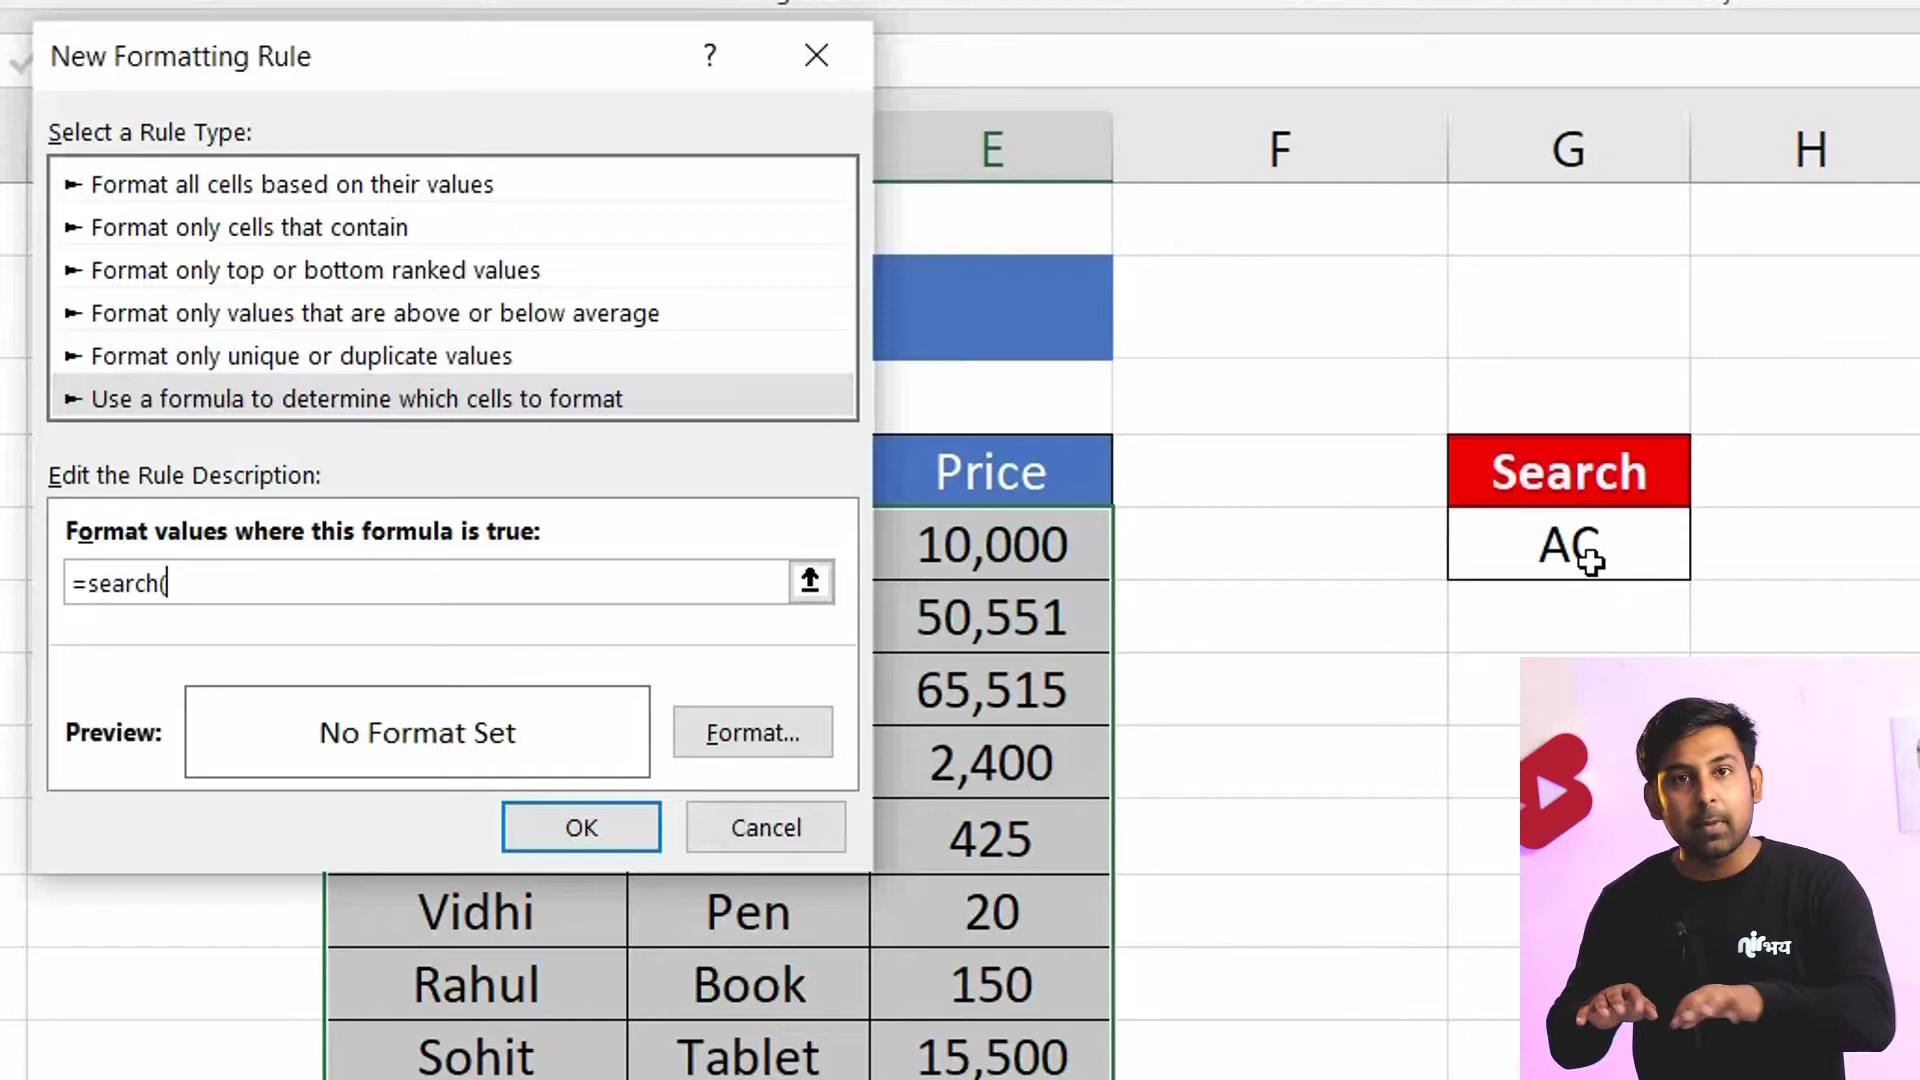 New Formatting Rule
?
Select a Rule Type:
► Format all cells based on their values
► Format only cells that contain
► Format only top or bottom ranked values
► Format only values that are above or below average
► Format only unique or duplicate values
► Use a formula to determine which cells to format
Edit the Rule Description:
Format values where this formula is true:
=search(
Preview:
No Format Set
Format...
OK
Cancel
E F G H
Price
Search
10,000
AC
50,551
65,515
2,400
425
Vidhi Pen 20
Rahul Book 150
Sohit Tablet 15,500
nirभय